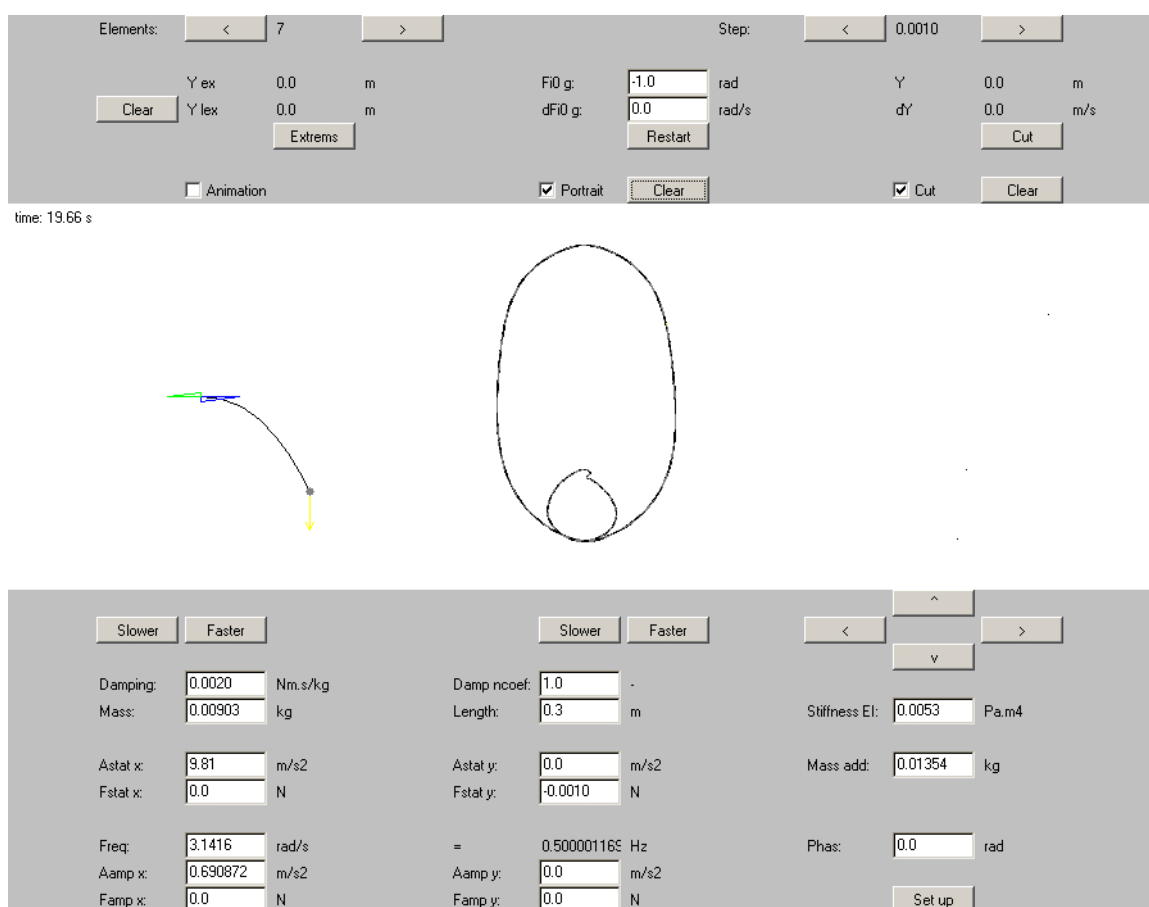 Elements: < 7 > Step: < 0.0010 >
Y ex 0.0 m Fi0 g: -1.0 rad Y 0.0 m
Clear Y lex 0.0 m dFi0 g: 0.0 rad/s dY 0.0 m/s
Extrems Restart Cut
Animation Portrait Clear Cut Clear
time: 19.66 s
^
Slower Faster Slower Faster < >
v
Damping: 0.0020 Nm.s/kg Damp ncoef: 1.0 -
Mass: 0.00903 kg Length: 0.3 m Stiffness EI: 0.0053 Pa.m4
Astat x: 9.81 m/s2 Astat y: 0.0 m/s2 Mass add: 0.01354 kg
Fstat x: 0.0 N Fstat y: -0.0010 N
Freq: 3.1416 rad/s = 0.500001169 Hz Phas: 0.0 rad
Aamp x: 0.690872 m/s2 Aamp y: 0.0 m/s2
Famp x: 0.0 N Famp y: 0.0 N Set up